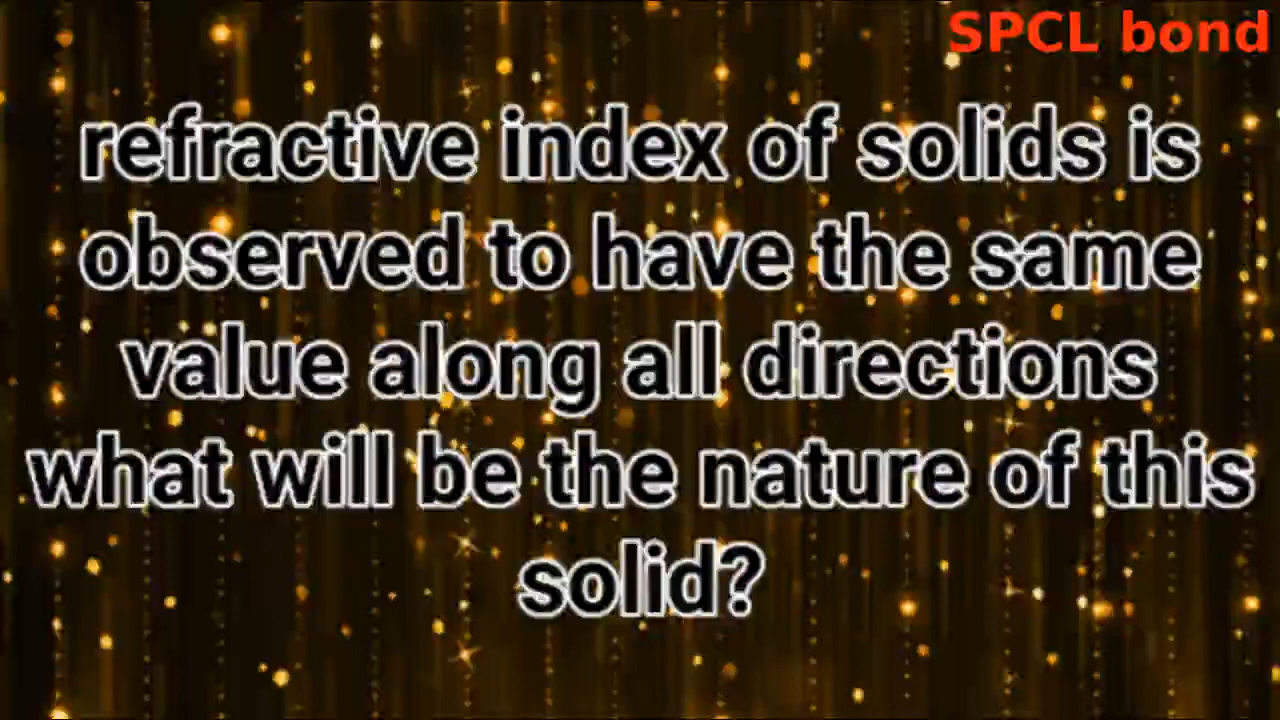 SPCL bond
refractive index of solids is
observed to have the same
value along all directions
what will be the nature of this
solid?